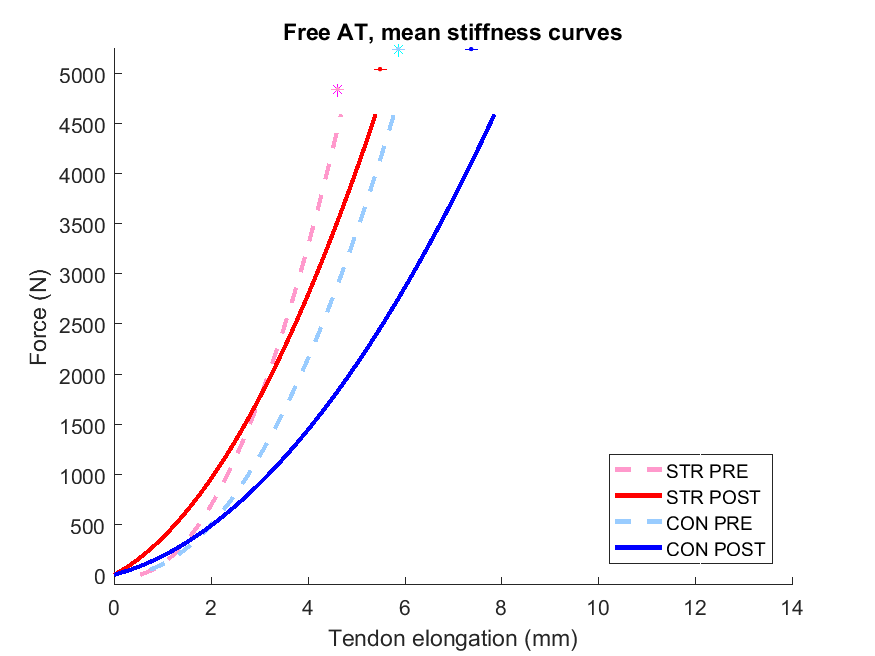 Free AT, mean stiffness curves
5000
4500
4000
3500
3000
2500
2000
1500
1000
500
0
Force (N)
0 2 4 6 8 10 12 14
Tendon elongation (mm)
STR PRE
STR POST
CON PRE
CON POST